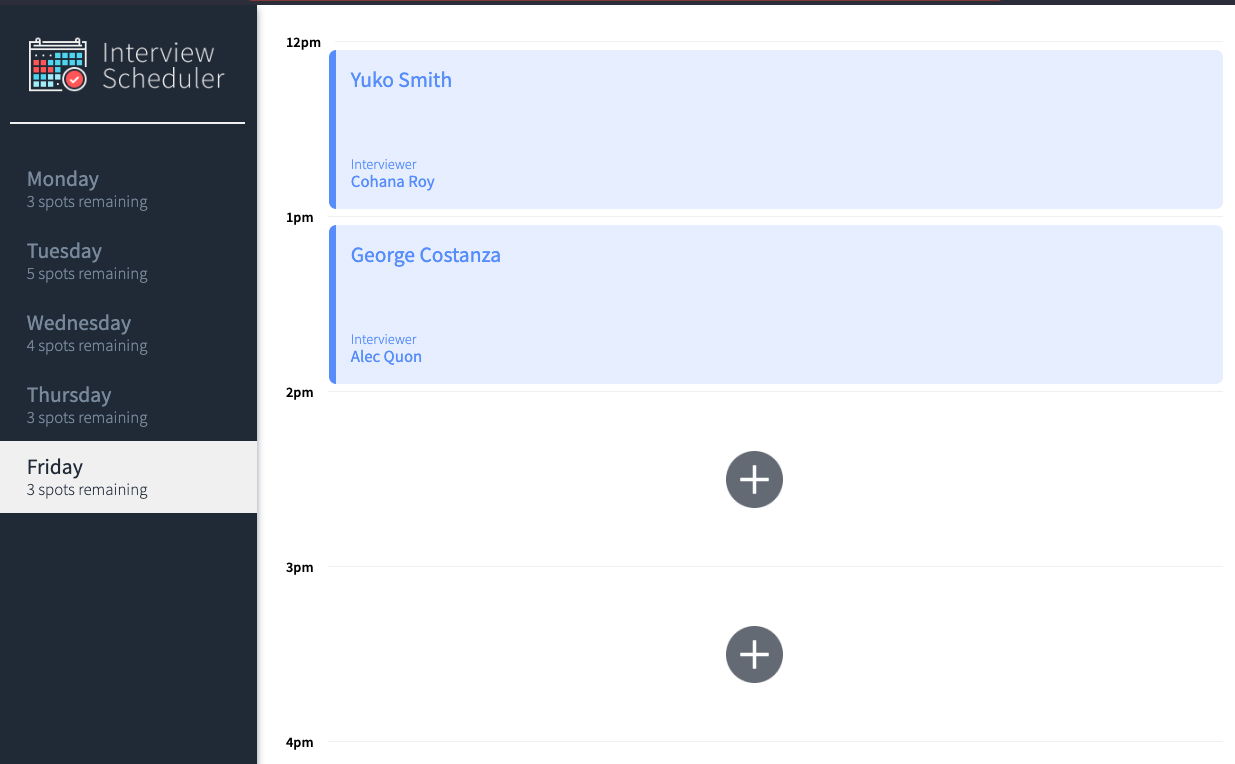 Interview
Scheduler
Monday
3 spots remaining
Tuesday
5 spots remaining
Wednesday
4 spots remaining
Thursday
3 spots remaining
Friday
3 spots remaining
12pm
Yuko Smith
Interviewer
Cohana Roy
1pm
George Costanza
Interviewer
Alec Quon
2pm
3pm
4pm